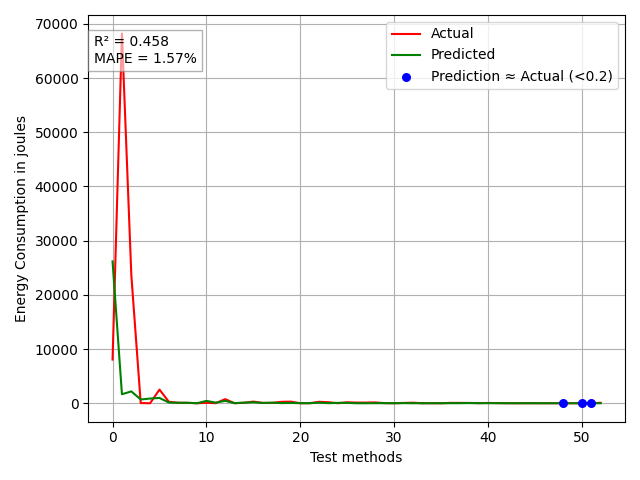 R² = 0.458
MAPE = 1.57%
Actual
Predicted
Prediction ≈ Actual (<0.2)
Energy Consumption in joules
70000
60000
50000
40000
30000
20000
10000
0
0 10 20 30 40 50
Test methods